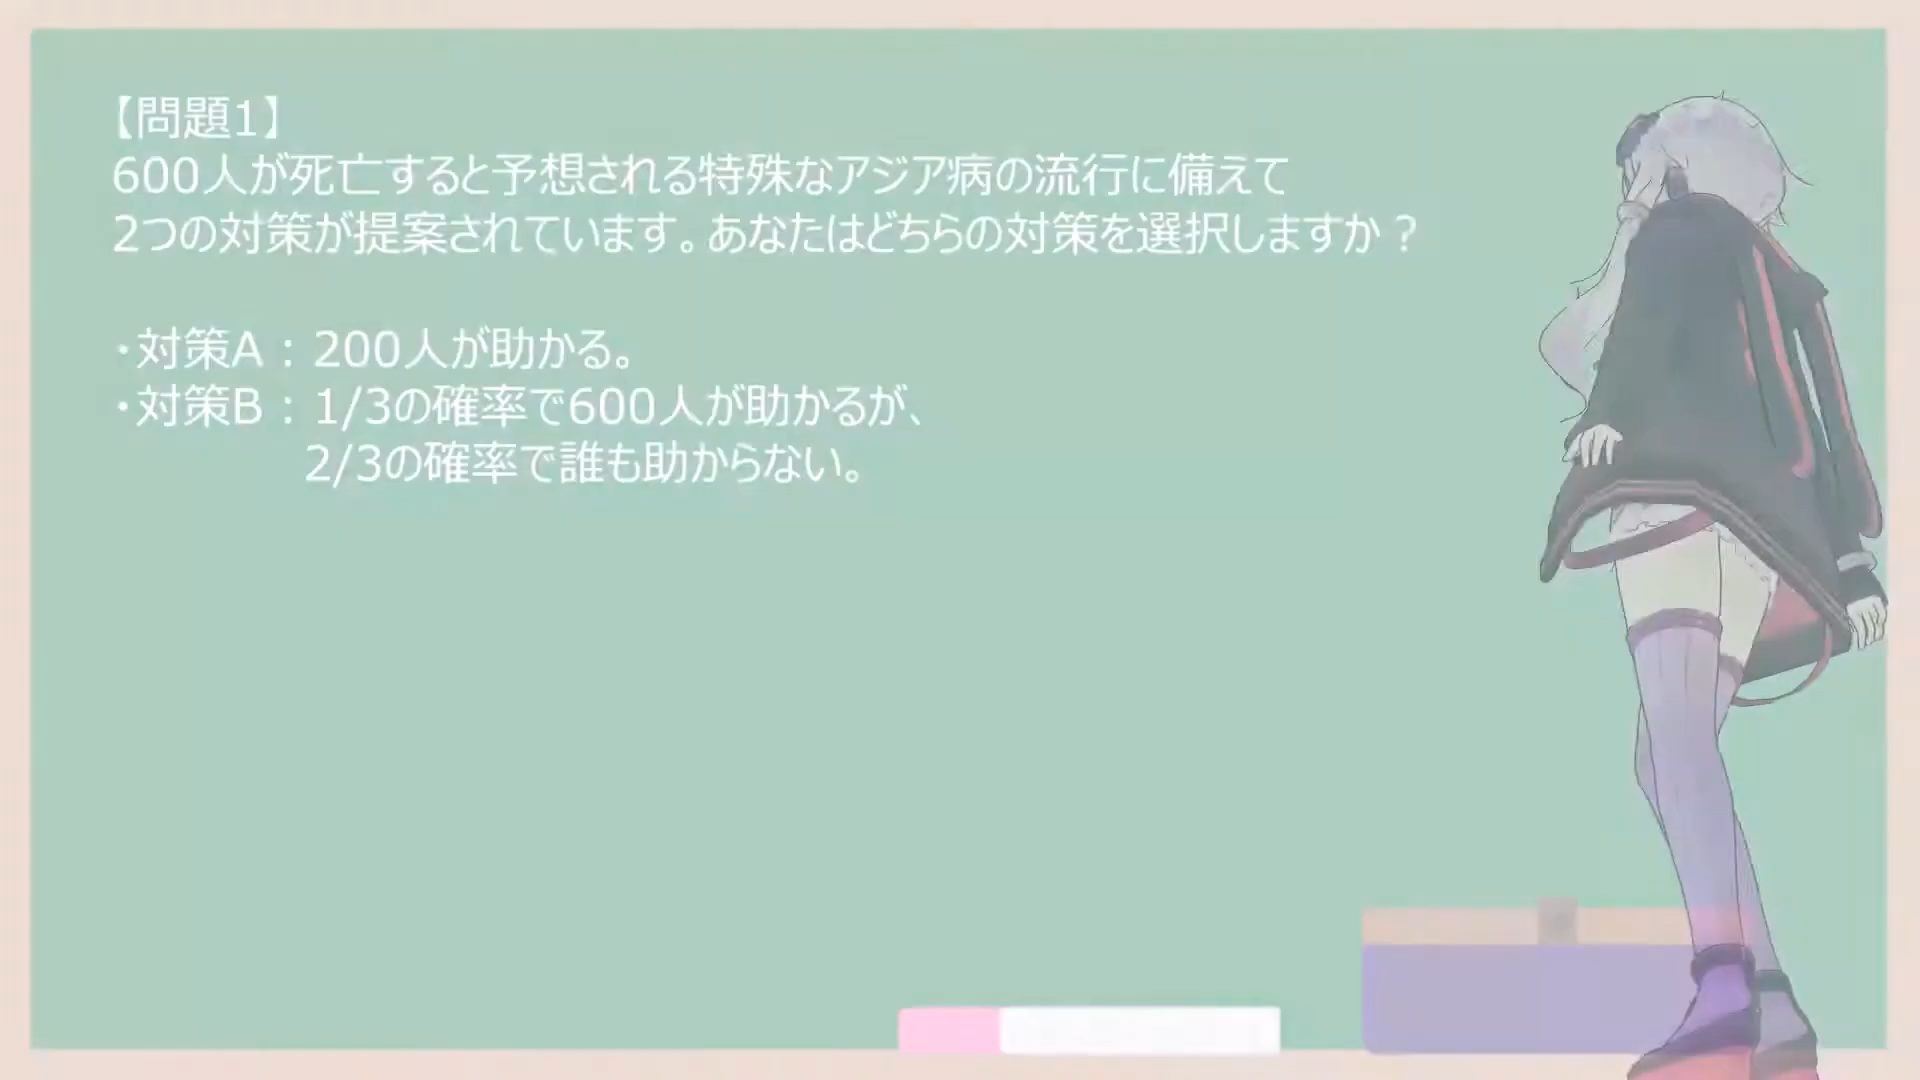 【問題1】
600人が死亡すると予想される特殊なアジア病の流行に備えて
2つの対策が提案されています。あなたはどちらの対策を選択しますか？
・対策A：200人が助かる。
・対策B：1/3の確率で600人が助かるが、
2/3の確率で誰も助からない。